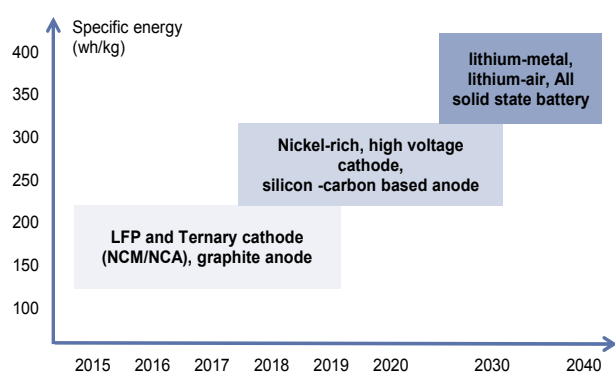 Specific energy
(wh/kg)
400
350
300
250
200
150
100
lithium-metal,
lithium-air, All
solid state battery
Nickel-rich, high voltage
cathode,
silicon -carbon based anode
LFP and Ternary cathode
(NCM/NCA), graphite anode
2015 2016 2017 2018 2019 2020 2030 2040